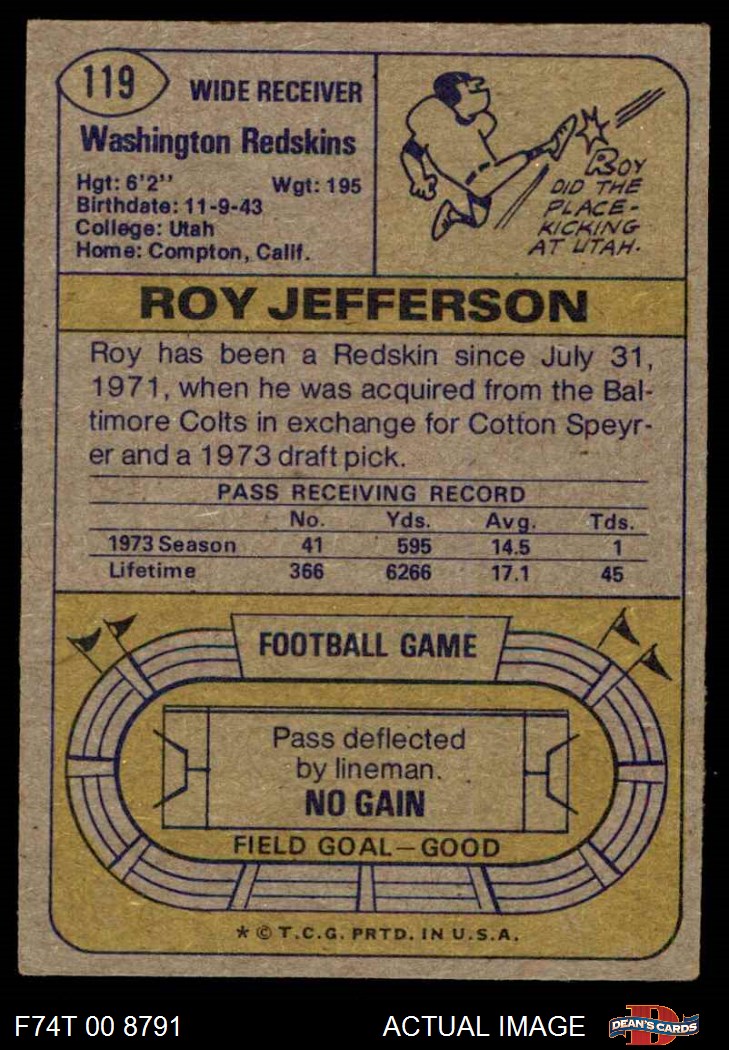 119
WIDE RECEIVER
Washington Redskins
Hgt: 6'2" Wgt: 195
Birthdate: 11-9-43
College: Utah
Home: Compton, Calif.
ROY
DID THE
PLACE-
KICKING
AT UTAH.
ROY JEFFERSON
Roy has been a Redskin since July 31,
1971, when he was acquired from the Bal-
timore Colts in exchange for Cotton Speyr-
er and a 1973 draft pick.
PASS RECEIVING RECORD
No. Yds. Avg. Tds.
1973 Season 41 595 14.5 1
Lifetime 366 6266 17.1 45
FOOTBALL GAME
Pass deflected
by lineman.
NO GAIN
FIELD GOAL—GOOD
* © T.C.G. PRTD. IN U.S.A.
F74T 00 8791 ACTUAL IMAGE
D
DEAN'S CARDS